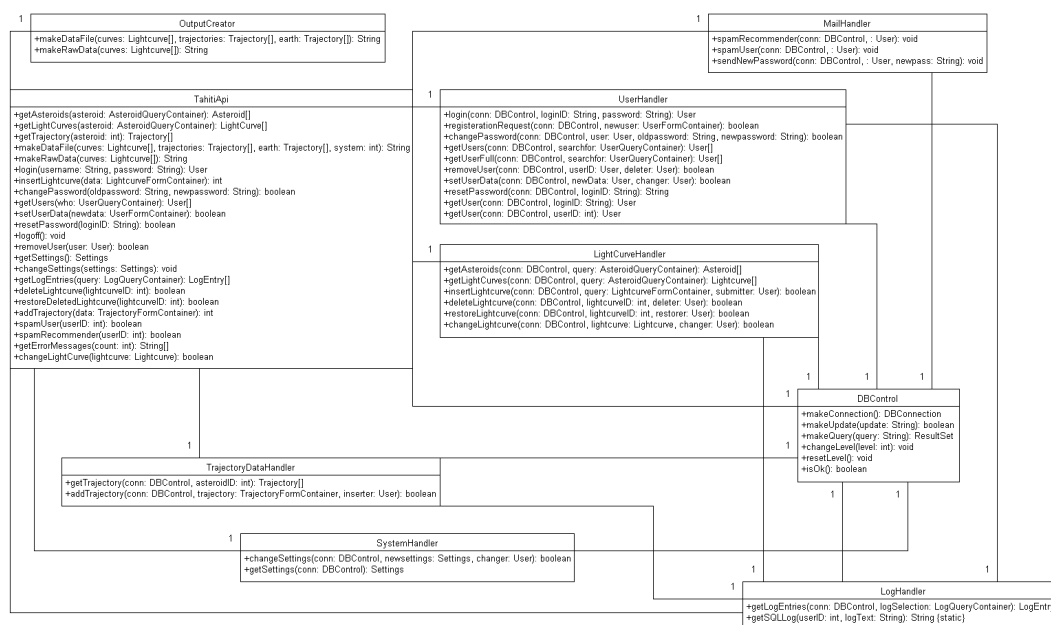 1
OutputCreator
+makeDataFile(curves: Lightcurve[], trajectories: Trajectory[], earth: Trajectory[]): String
+makeRawData(curves: Lightcurve[]): String
1
MailHandler
+spamRecommender(conn: DBControl, : User): void
+spamUser(conn: DBControl, : User): void
+sendNewPassword(conn: DBControl, : User, newpass: String): void
TahitiApi
+getAsteroids(asteroid: AsteroidQueryContainer): Asteroid[]
+getLightCurves(asteroid: AsteroidQueryContainer): LightCurve[]
+getTrajectory(asteroid: int): Trajectory[]
+makeDataFile(curves: Lightcurve[], trajectories: Trajectory[], earth: Trajectory[], system: int): String
+makeRawData(curves: Lightcurve[]): String
+login(username: String, password: String): User
+insertLightcurve(data: LightcurveFormContainer): int
+changePassword(oldpassword: String, newpassword: String): boolean
+getUsers(who: UserQueryContainer): User[]
+setUserData(newdata: UserFormContainer): boolean
+resetPassword(loginID: String): boolean
+logoff(): void
+removeUser(user: User): boolean
+getSettings(): Settings
+changeSettings(settings: Settings): void
+getLogEntries(query: LogQueryContainer): LogEntry[]
+deleteLightcurve(lightcurveID: int): boolean
+restoreDeletedLightcurve(lightcurveID: int): boolean
+addTrajectory(data: TrajectoryFormContainer): int
+spamUser(userID: int): boolean
+spamRecommender(userID: int): boolean
+getErrorMessages(count: int): String[]
+changeLightCurve(lightcurve: Lightcurve): boolean
1
UserHandler
+login(conn: DBControl, loginID: String, password: String): User
+registerationRequest(conn: DBControl, newuser: UserFormContainer): boolean
+changePassword(conn: DBControl, user: User, oldpassword: String, newpassword: String): boolean
+getUsers(conn: DBControl, searchfor: UserQueryContainer): User[]
+getUserFull(conn: DBControl, searchfor: UserQueryContainer): User[]
+removeUser(conn: DBControl, userID: User, deleter: User): boolean
+setUserData(conn: DBControl, newData: User, changer: User): boolean
+resetPassword(conn: DBControl, loginID: String): String
+getUser(conn: DBControl, loginID: String): User
+getUser(conn: DBControl, userID: int): User
1
LightCurveHandler
+getAsteroids(conn: DBControl, query: AsteroidQueryContainer): Asteroid[]
+getLightCurves(conn: DBControl, query: AsteroidQueryContainer): Lightcurve[]
+insertLightcurve(conn: DBControl, query: LightcurveFormContainer, submitter: User): boolean
+deleteLightcurve(conn: DBControl, lightcurveID: int, deleter: User): boolean
+restoreLightcurve(conn: DBControl, lightcurveID: int, restorer: User): boolean
+changeLightcurve(conn: DBControl, lightcurve: Lightcurve, changer: User): boolean
1 1 1
1
DBControl
+makeConnection(): DBConnection
+makeUpdate(update: String): boolean
+makeQuery(query: String): ResultSet
+changeLevel(level: int): void
+resetLevel(): void
+isOk(): boolean
1
1 1
1
TrajectoryDataHandler
+getTrajectory(conn: DBControl, asteroidID: int): Trajectory[]
+addTrajectory(conn: DBControl, trajectory: TrajectoryFormContainer, inserter: User): boolean
1
SystemHandler
+changeSettings(conn: DBControl, newsettings: Settings, changer: User): boolean
+getSettings(conn: DBControl): Settings
1 1 1
1
LogHandler
+getLogEntries(conn: DBControl, logSelection: LogQueryContainer): LogEntry
+getSQLLog(userID: int, logText: String): String {static}